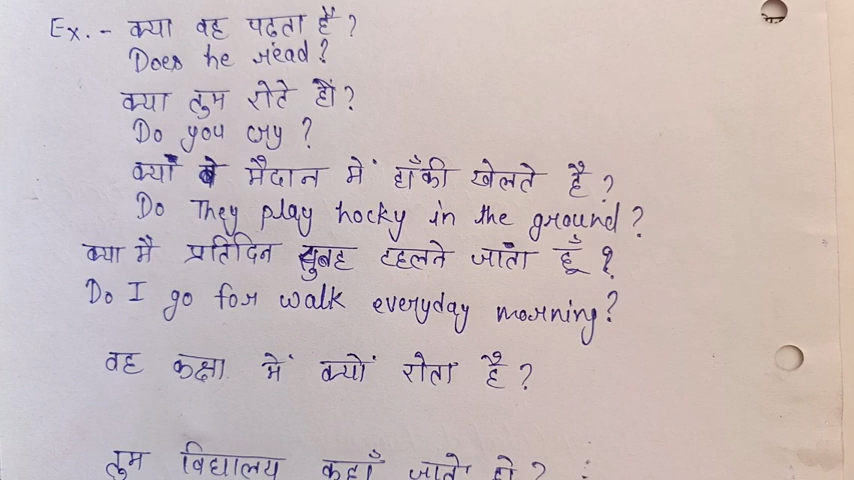 Ex. - क्या वह पढता है ?
Does he read ?
क्या तुम रोते हो ?
Do you cry ?
क्या वे मैदान में हॉकी खेलते है ?
Do They play hocky in the ground ?
क्या मै प्रतिदिन सुबह टहलने जाता हूँ ?
Do I go for walk everyday morning ?
वह कक्षा में क्यों रोता है ?
तुम विद्यालय कहाँ जाते हो ?